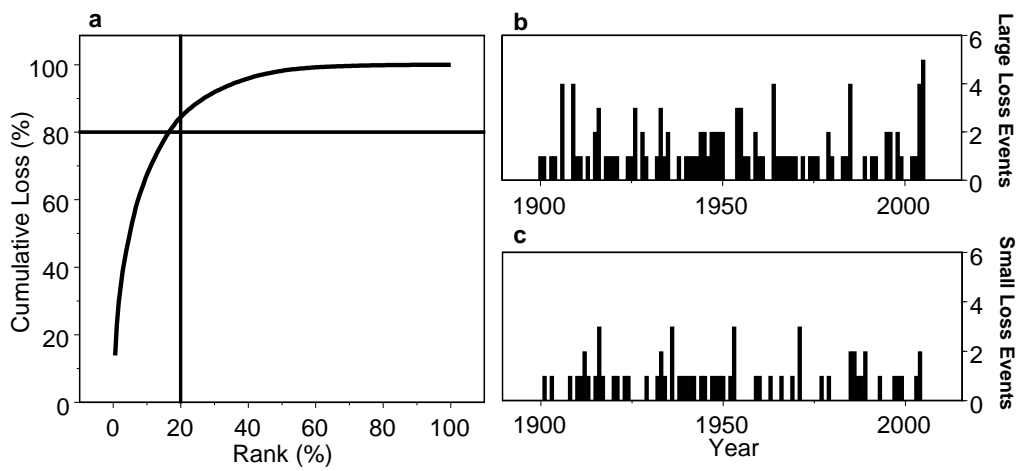 a
100
80
60
40
20
0
Cumulative Loss (%)
0 20 40 60 80 100
Rank (%)
b
6
4
2
0
Large Loss Events
1900 1950 2000
c
6
4
2
0
Small Loss Events
1900 1950 2000
Year